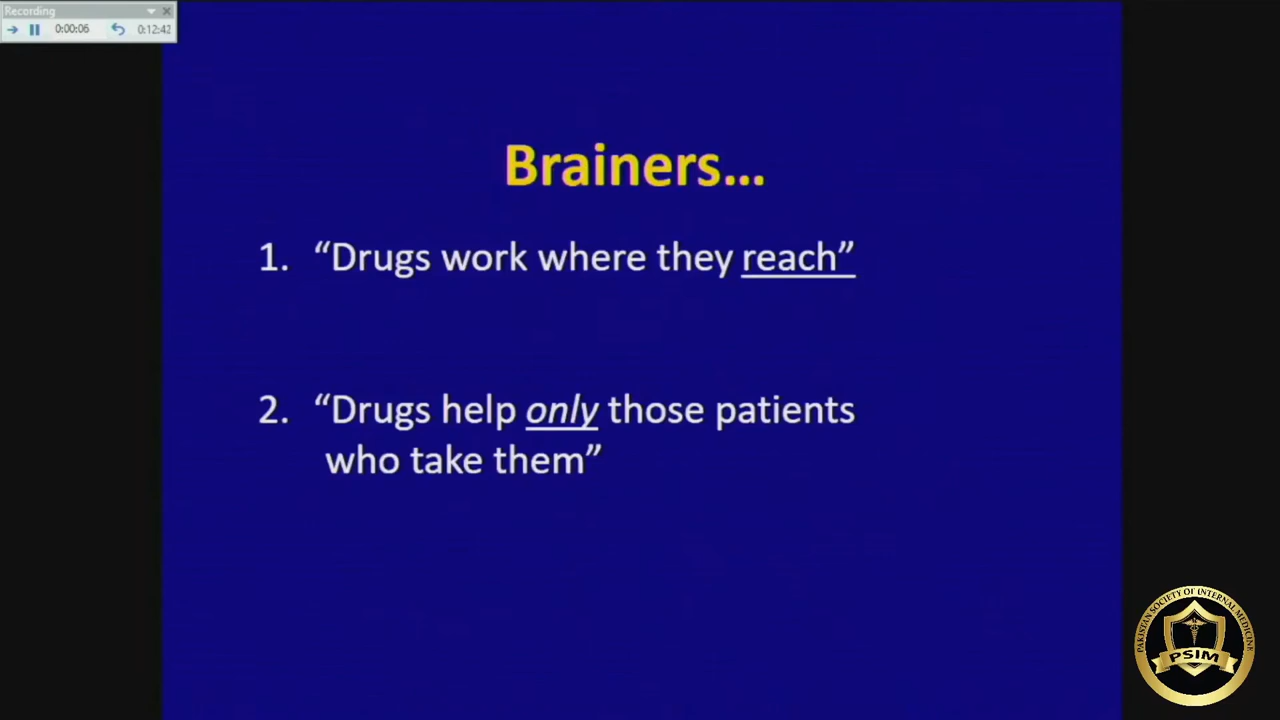 Recording
0:00:06
0:12:42
Brainers...
1. “Drugs work where they reach”
2. “Drugs help only those patients
who take them”
PAKISTAN SOCIETY OF INTERNAL MEDICINE
PSIM